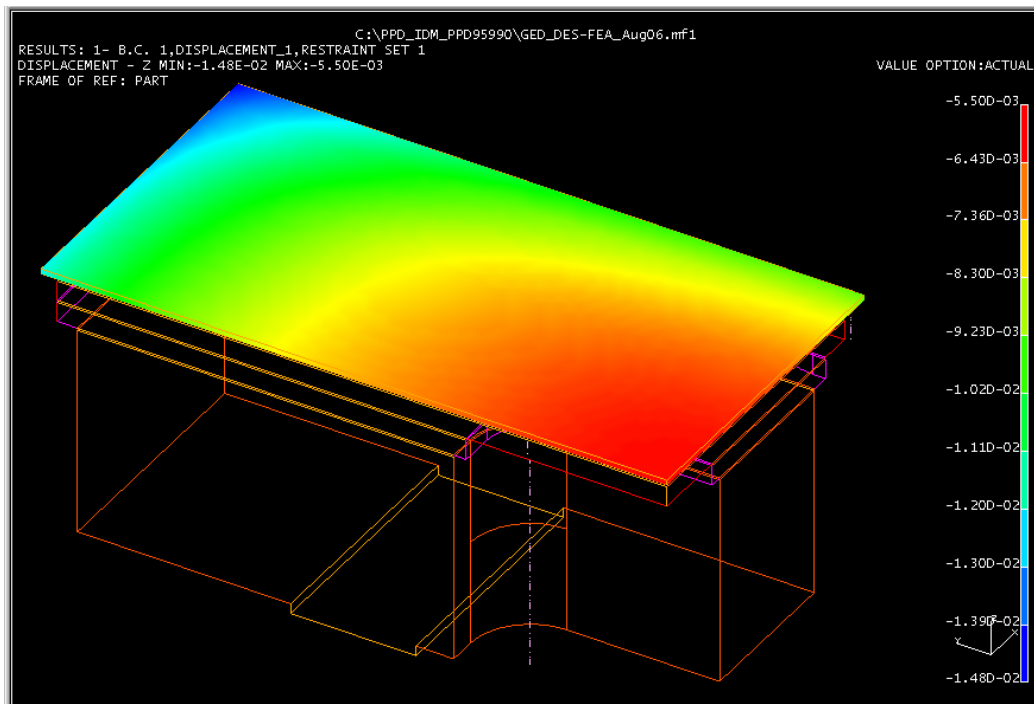 C:\PPD_IDM_PPD95990\GED_DES-FEA_Aug06.mf1
RESULTS: 1- B.C. 1,DISPLACEMENT_1,RESTRAINT SET 1
DISPLACEMENT - Z MIN:-1.48E-02 MAX:-5.50E-03
VALUE OPTION:ACTUAL
FRAME OF REF: PART
-5.50D-03
-6.43D-03
-7.36D-03
-8.30D-03
-9.23D-03
-1.02D-02
-1.11D-02
-1.20D-02
-1.30D-02
-1.39D-02
Z
Y
X
-1.48D-02